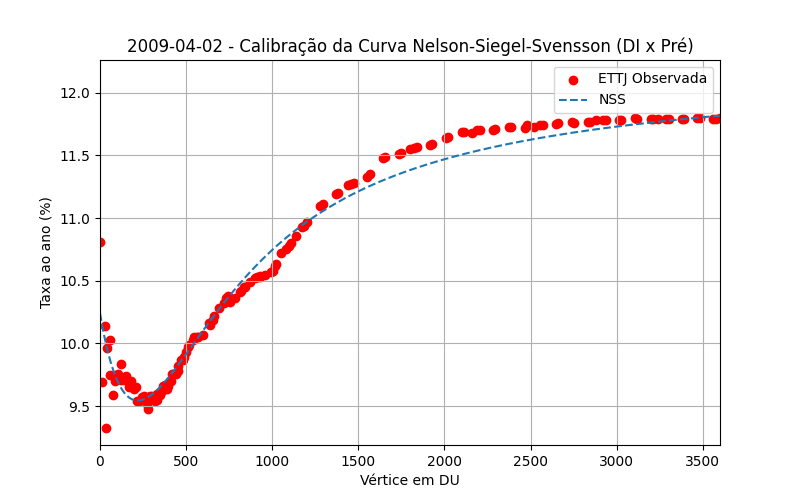 2009-04-02 - Calibração da Curva Nelson-Siegel-Svensson (DI x Pré)
ETTJ Observada
NSS
Taxa ao ano (%)
12.0
11.5
11.0
10.5
10.0
9.5
0 500 1000 1500 2000 2500 3000 3500
Vértice em DU